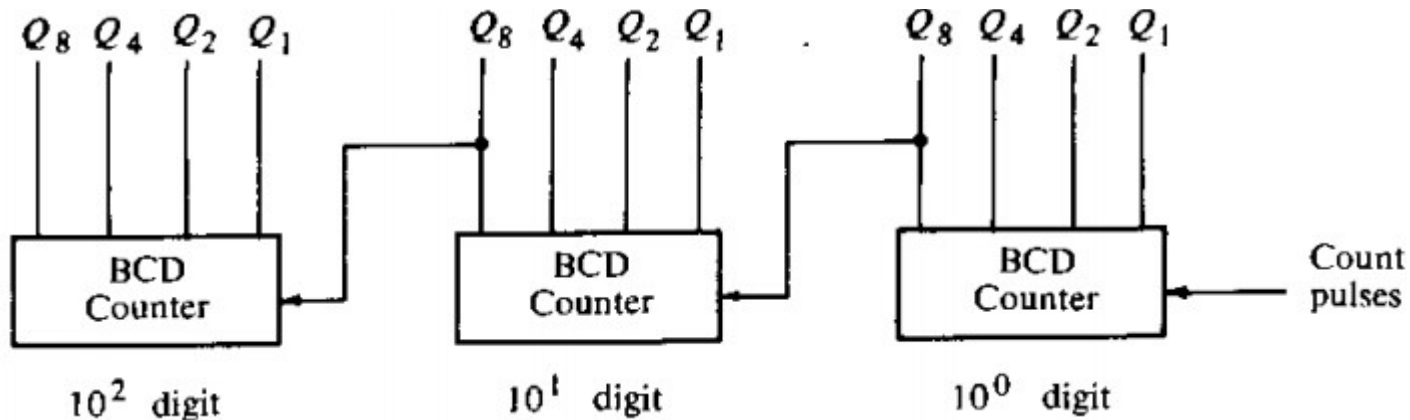 Q₈ Q₄ Q₂ Q₁ Q₈ Q₄ Q₂ Q₁ Q₈ Q₄ Q₂ Q₁
BCD
Counter
BCD
Counter
BCD
Counter
Count
pulses
10² digit
10¹ digit
10⁰ digit